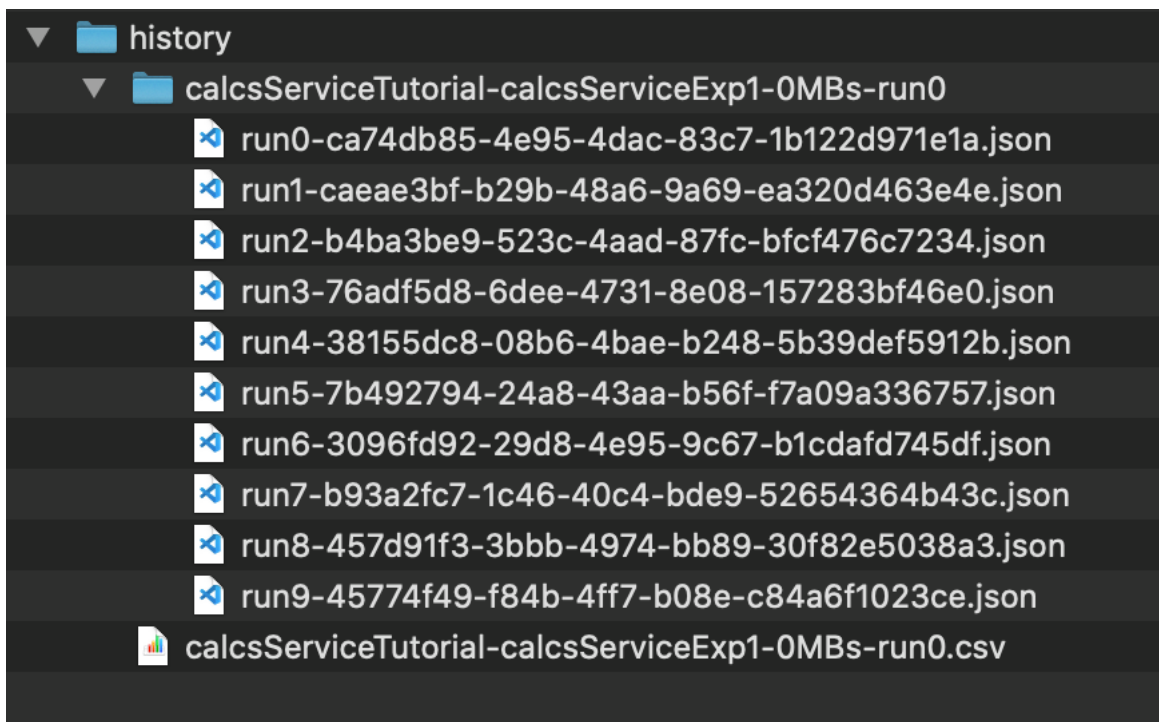 history
calcsServiceTutorial-calcsServiceExp1-0MBs-run0
run0-ca74db85-4e95-4dac-83c7-1b122d971e1a.json
run1-caeae3bf-b29b-48a6-9a69-ea320d463e4e.json
run2-b4ba3be9-523c-4aad-87fc-bfcf476c7234.json
run3-76adf5d8-6dee-4731-8e08-157283bf46e0.json
run4-38155dc8-08b6-4bae-b248-5b39def5912b.json
run5-7b492794-24a8-43aa-b56f-f7a09a336757.json
run6-3096fd92-29d8-4e95-9c67-b1cdafd745df.json
run7-b93a2fc7-1c46-40c4-bde9-52654364b43c.json
run8-457d91f3-3bbb-4974-bb89-30f82e5038a3.json
run9-45774f49-f84b-4ff7-b08e-c84a6f1023ce.json
calcsServiceTutorial-calcsServiceExp1-0MBs-run0.csv